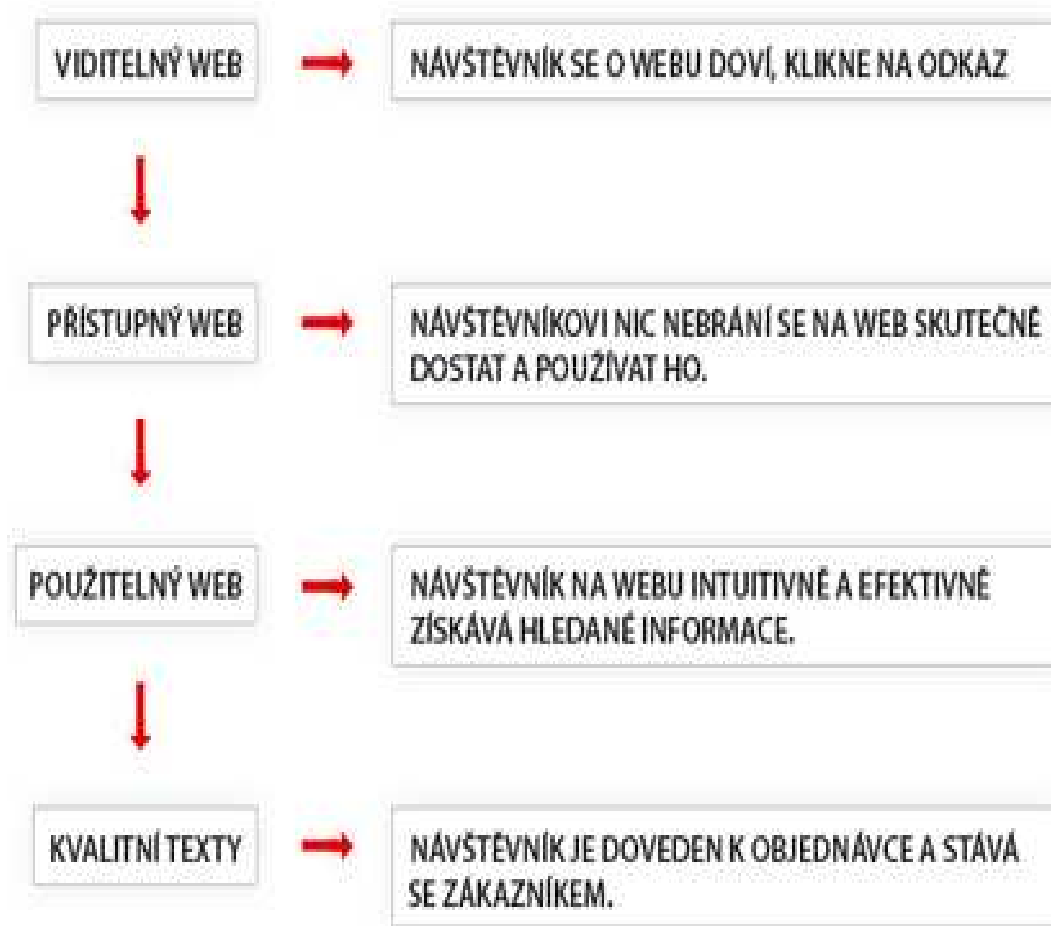 VIDITELNÝ WEB
NÁVŠTĚVNÍK SE O WEBU DOVÍ, KLIKNE NA ODKAZ
PŘÍSTUPNÝ WEB
NÁVŠTĚVNÍKOVI NIC NEBRÁNÍ SE NA WEB SKUTEČNĚ
DOSTAT A POUŽÍVAT HO.
POUŽITELNÝ WEB
NÁVŠTĚVNÍK NA WEBU INTUITIVNĚ A EFEKTIVNĚ
ZÍSKÁVÁ HLEDANÉ INFORMACE.
KVALITNÍ TEXTY
NÁVŠTĚVNÍK JE DOVEDEN K OBJEDNÁVCE A STÁVÁ
SE ZÁKAZNÍKEM.